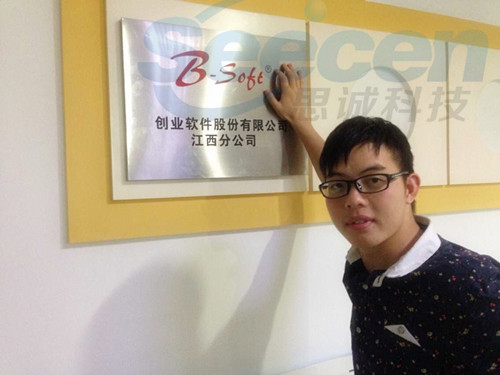 Seecen
思诚科技
B-Soft®
创业软件股份有限公司
江西分公司